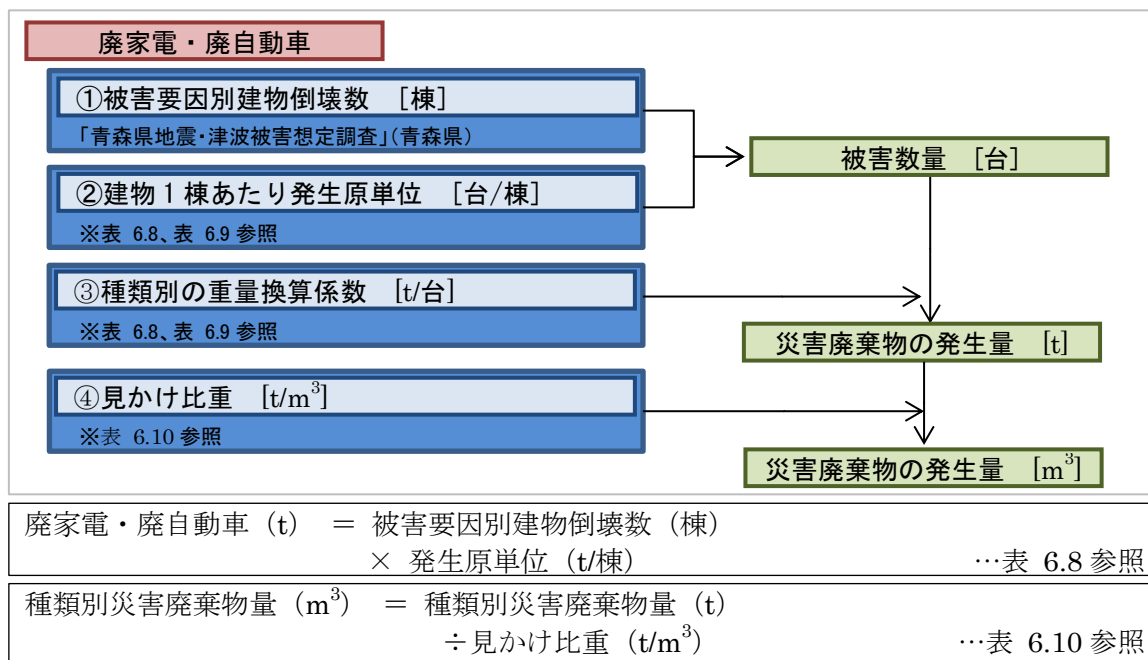 廃家電・廃自動車
①被害要因別建物倒壊数 [棟]
「青森県地震・津波被害想定調査」(青森県)
②建物1棟あたり発生原単位 [台/棟]
※表 6.8、表 6.9 参照
③種類別の重量換算係数 [t/台]
※表 6.8、表 6.9 参照
④見かけ比重 [t/m³]
※表 6.10 参照
被害数量 [台]
災害廃棄物の発生量 [t]
災害廃棄物の発生量 [m³]
廃家電・廃自動車(t) = 被害要因別建物倒壊数(棟)
× 発生原単位(t/棟) …表 6.8 参照
種類別災害廃棄物量(m³) = 種類別災害廃棄物量(t)
÷見かけ比重(t/m³) …表 6.10 参照